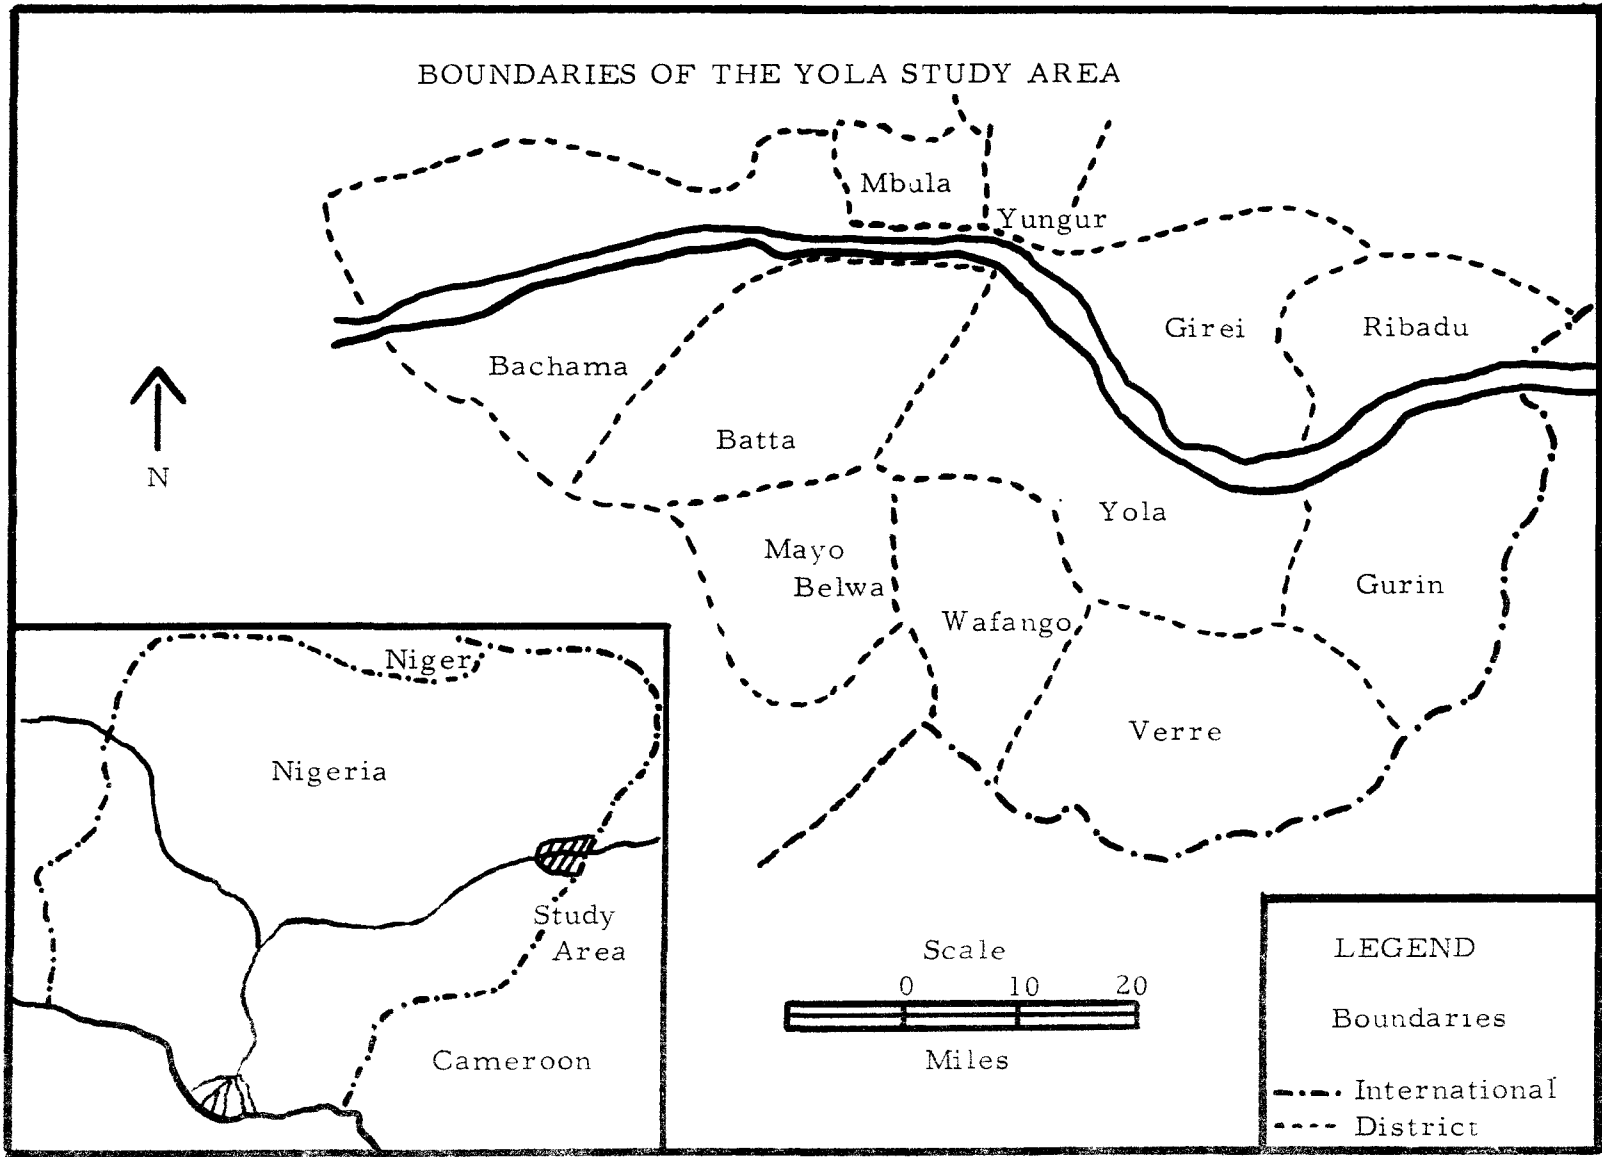 BOUNDARIES OF THE YOLA STUDY AREA
Mbula
Yungur
Girei
Ribadu
Bachama
Batta
N
Yola
Mayo
Belwa
Gurin
Wafango
Verre
Niger
Nigeria
Study
Area
Cameroon
Scale
0 10 20
Miles
LEGEND
Boundaries
International
District